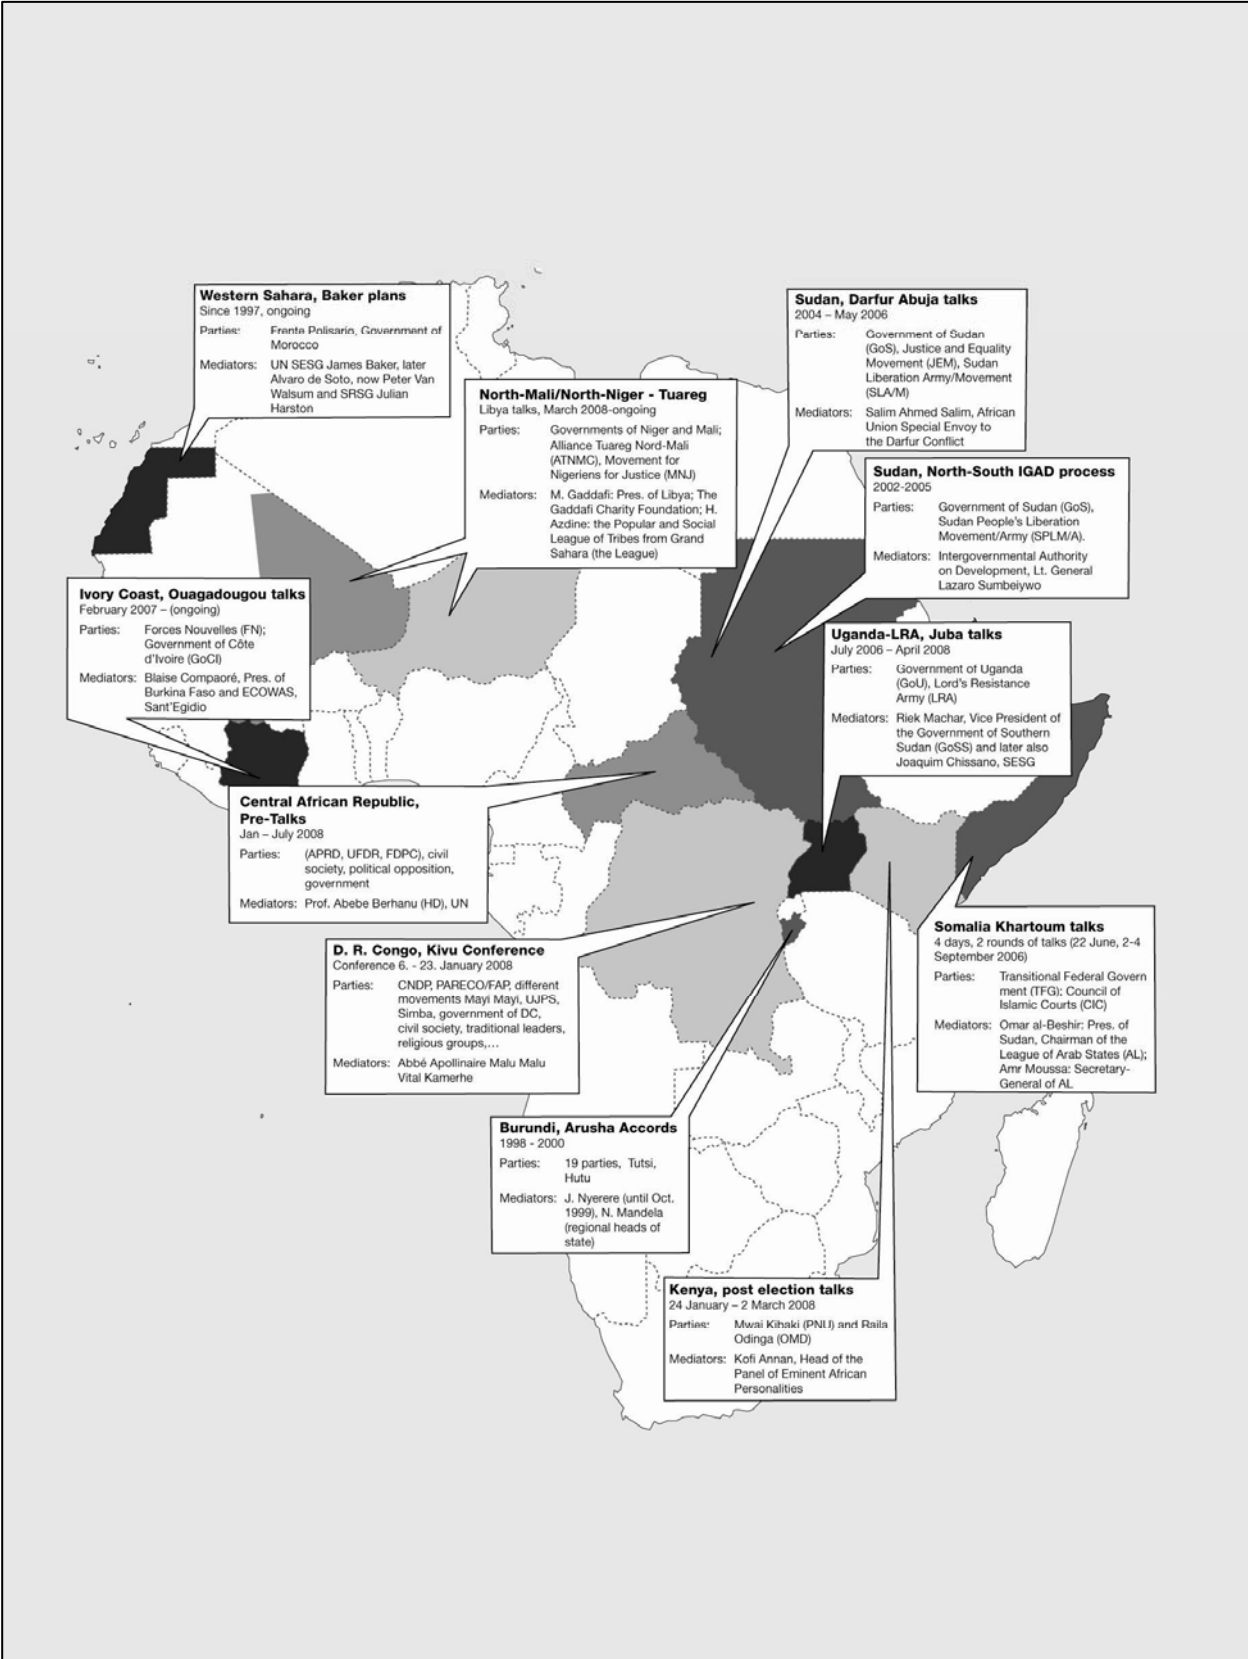 Western Sahara, Baker plans
Since 1997, ongoing
Parties: Frente Polisario, Government of
Morocco
Mediators: UN SESG James Baker, later
Alvaro de Soto, now Peter Van
Walsum and SRSG Julian
Harston
North-Mali/North-Niger - Tuareg
Libya talks, March 2008-ongoing
Parties: Governments of Niger and Mali;
Alliance Tuareg Nord-Mali
(ATNMC), Movement for
Nigeriens for Justice (MNJ)
Mediators: M. Gaddafi: Pres. of Libya; The
Gaddafi Charity Foundation; H.
Azdine: the Popular and Social
League of Tribes from Grand
Sahara (the League)
Sudan, Darfur Abuja talks
2004 – May 2006
Parties: Government of Sudan
(GoS), Justice and Equality
Movement (JEM), Sudan
Liberation Army/Movement
(SLA/M)
Mediators: Salim Ahmed Salim, African
Union Special Envoy to
the Darfur Conflict
Sudan, North-South IGAD process
2002-2005
Parties: Government of Sudan (GoS),
Sudan People's Liberation
Movement/Army (SPLM/A).
Mediators: Intergovernmental Authority
on Development, Lt. General
Lazaro Sumbeiywo
Ivory Coast, Ouagadougou talks
February 2007 – (ongoing)
Parties: Forces Nouvelles (FN);
Government of Côte
d'Ivoire (GoCI)
Mediators: Blaise Compaoré, Pres. of
Burkina Faso and ECOWAS,
Sant'Egidio
Uganda-LRA, Juba talks
July 2006 – April 2008
Parties: Government of Uganda
(GoU), Lord's Resistance
Army (LRA)
Mediators: Riek Machar, Vice President of
the Government of Southern
Sudan (GoSS) and later also
Joaquim Chissano, SESG
Central African Republic,
Pre-Talks
Jan – July 2008
Parties: (APRD, UFDR, FDPC), civil
society, political opposition,
government
Mediators: Prof. Abebe Berhanu (HD), UN
D. R. Congo, Kivu Conference
Conference 6. - 23. January 2008
Parties: CNDP, PARECO/FAP, different
movements Mayi Mayi, UJPS,
Simba, government of DC,
civil society, traditional leaders,
religious groups,...
Mediators: Abbé Apollinaire Malu Malu
Vital Kamerhe
Somalia Khartoum talks
4 days, 2 rounds of talks (22 June, 2-4
September 2006)
Parties: Transitional Federal Govern
ment (TFG); Council of
Islamic Courts (CIC)
Mediators: Omar al-Beshir: Pres. of
Sudan, Chairman of the
League of Arab States (AL);
Amr Moussa: Secretary-
General of AL
Burundi, Arusha Accords
1998 - 2000
Parties: 19 parties, Tutsi,
Hutu
Mediators: J. Nyerere (until Oct.
1999), N. Mandela
(regional heads of
state)
Kenya, post election talks
24 January – 2 March 2008
Parties: Mwai Kibaki (PNU) and Raila
Odinga (OMD)
Mediators: Kofi Annan, Head of the
Panel of Eminent African
Personalities